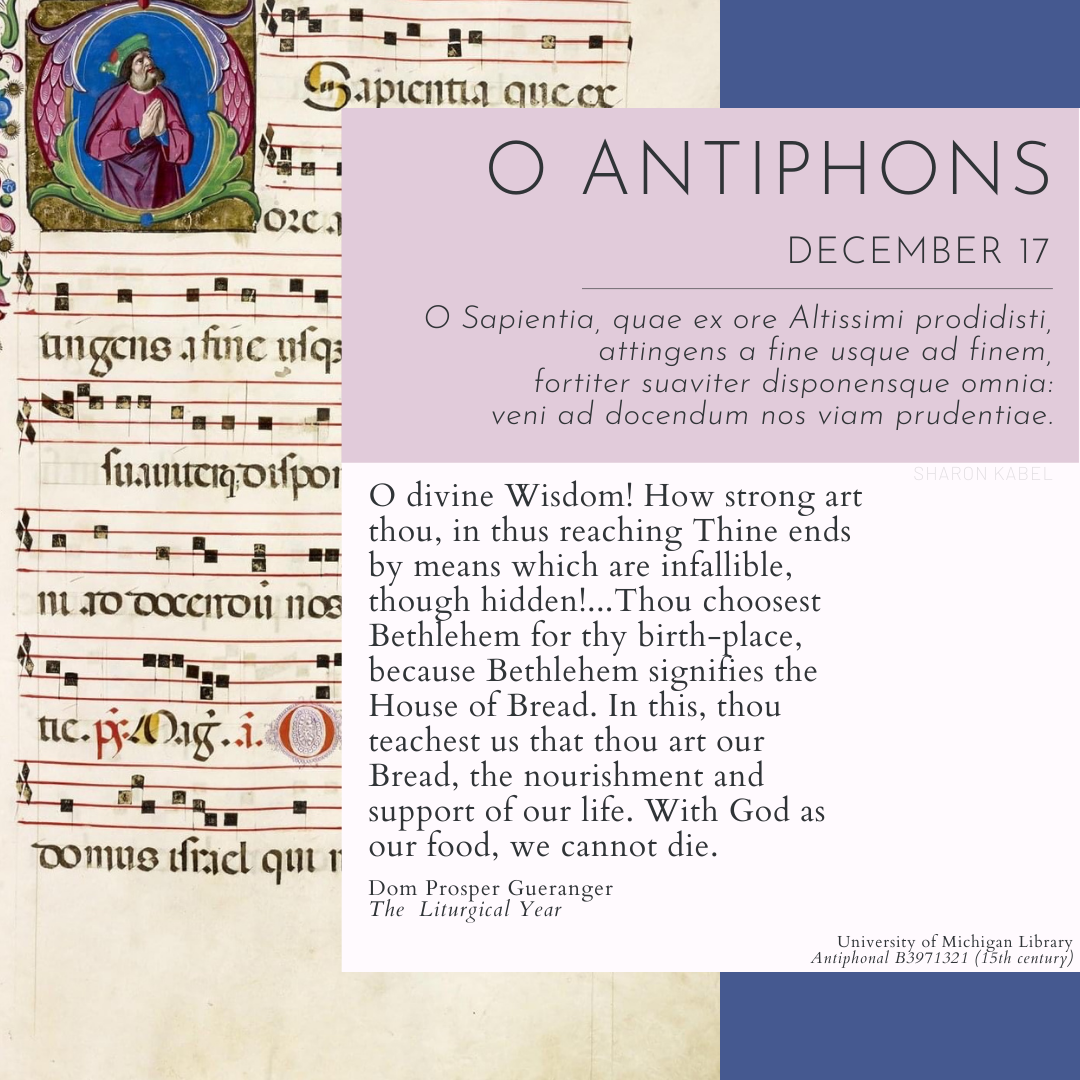 Sapientia que ex
ore
tingens a fine usq
suauiterq; dispon
ni ad docendū nos
tie. ps. Mag. i. O
domus israel qui
O ANTIPHONS
DECEMBER 17
O Sapientia, quae ex ore Altissimi prodidisti,
attingens a fine usque ad finem,
fortiter suaviter disponensque omnia:
veni ad docendum nos viam prudentiae.
SHARON KABEL
O divine Wisdom! How strong art
thou, in thus reaching Thine ends
by means which are infallible,
though hidden!...Thou choosest
Bethlehem for thy birth-place,
because Bethlehem signifies the
House of Bread. In this, thou
teachest us that thou art our
Bread, the nourishment and
support of our life. With God as
our food, we cannot die.
Dom Prosper Gueranger
The Liturgical Year
University of Michigan Library
Antiphonal B3971321 (15th century)